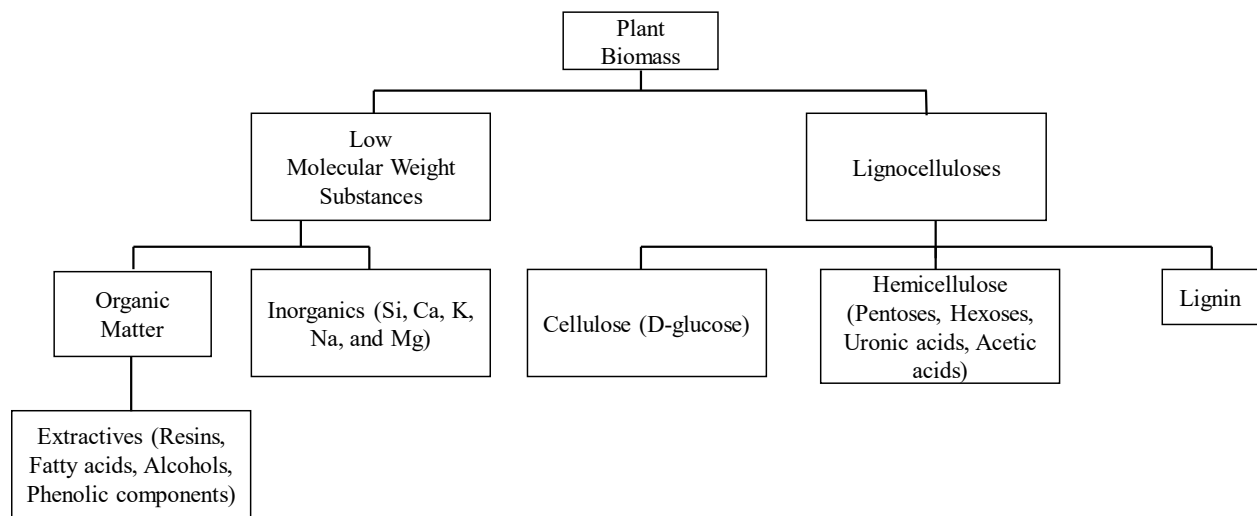 Plant
Biomass
Low
Molecular Weight
Substances
Lignocelluloses
Organic
Matter
Inorganics (Si, Ca, K,
Na, and Mg)
Cellulose (D-glucose)
Hemicellulose
(Pentoses, Hexoses,
Uronic acids, Acetic
acids)
Lignin
Extractives (Resins,
Fatty acids, Alcohols,
Phenolic components)